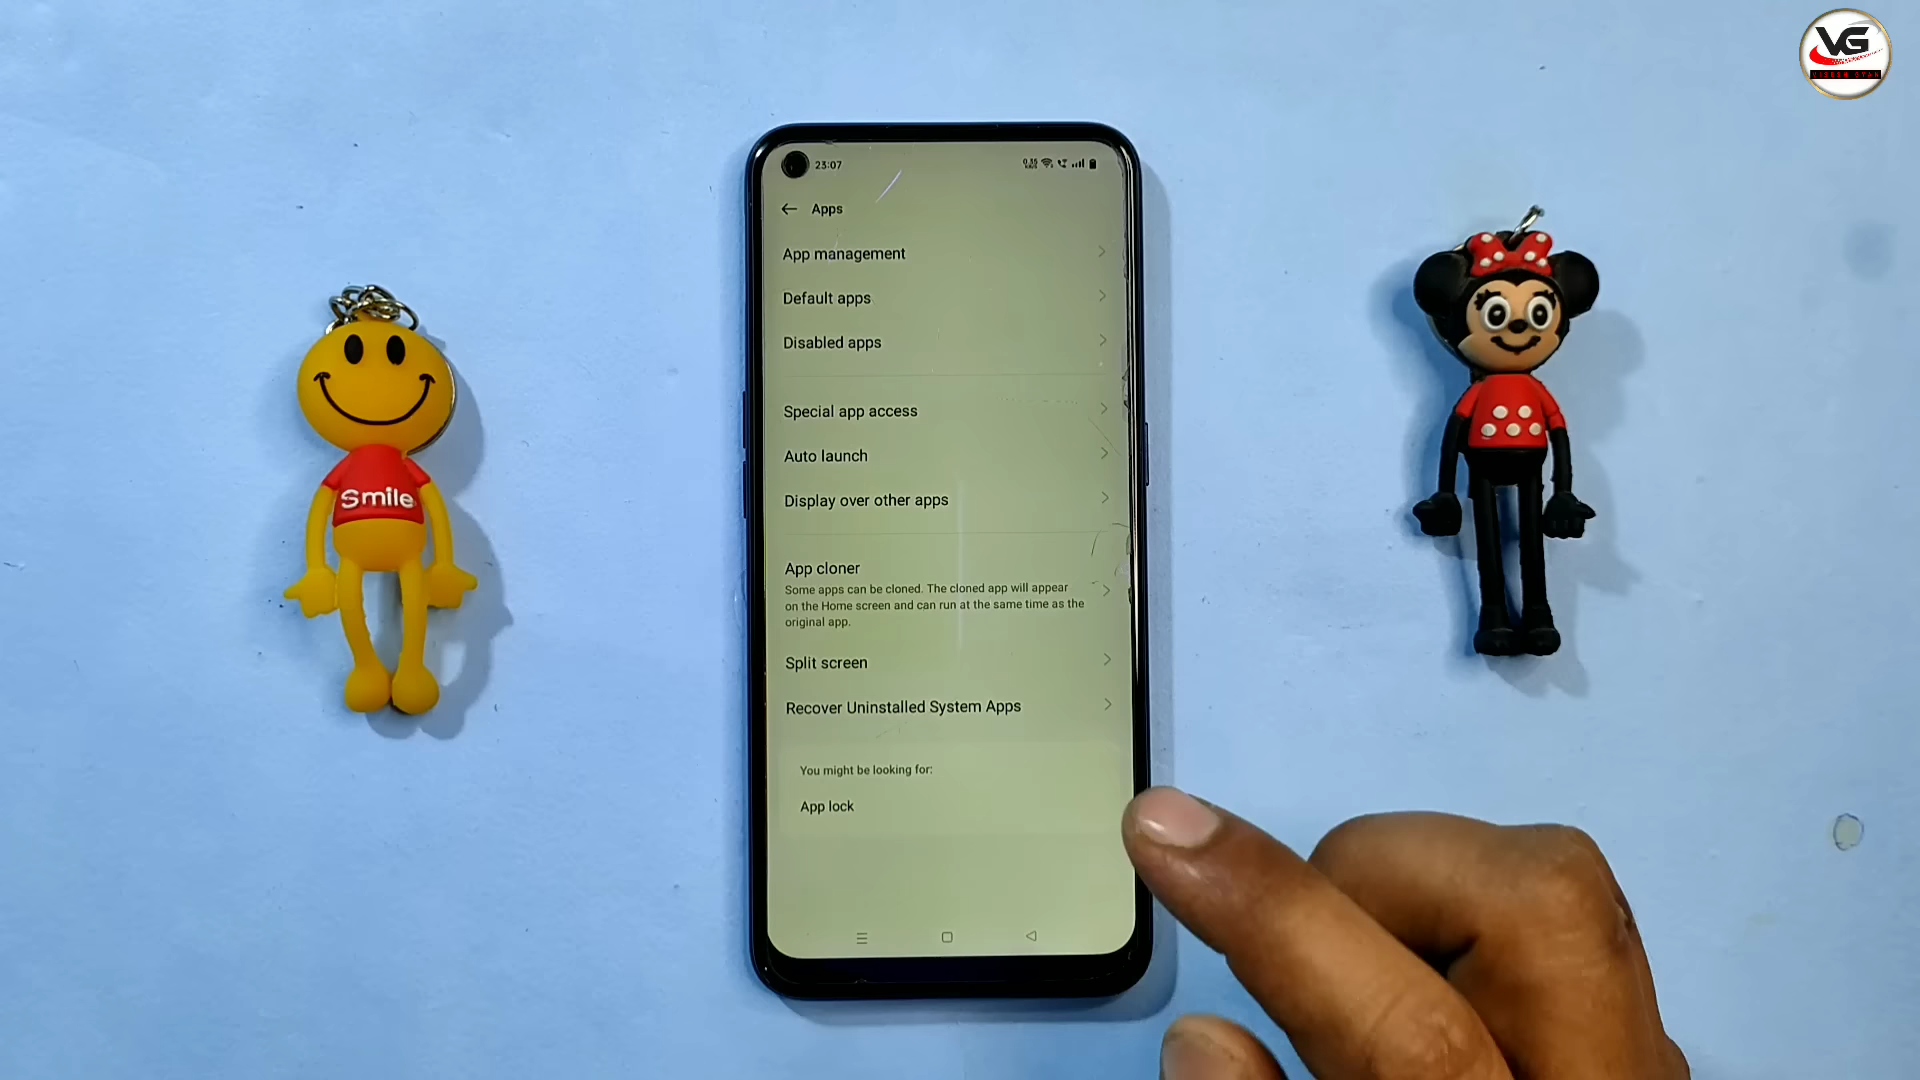 VG
23:07
0.35
Apps
App management
Default apps
Disabled apps
Special app access
Auto launch
Display over other apps
App cloner
Some apps can be cloned. The cloned app will appear
on the Home screen and can run at the same time as the
original app.
Split screen
Recover Uninstalled System Apps
You might be looking for:
App lock
Smile